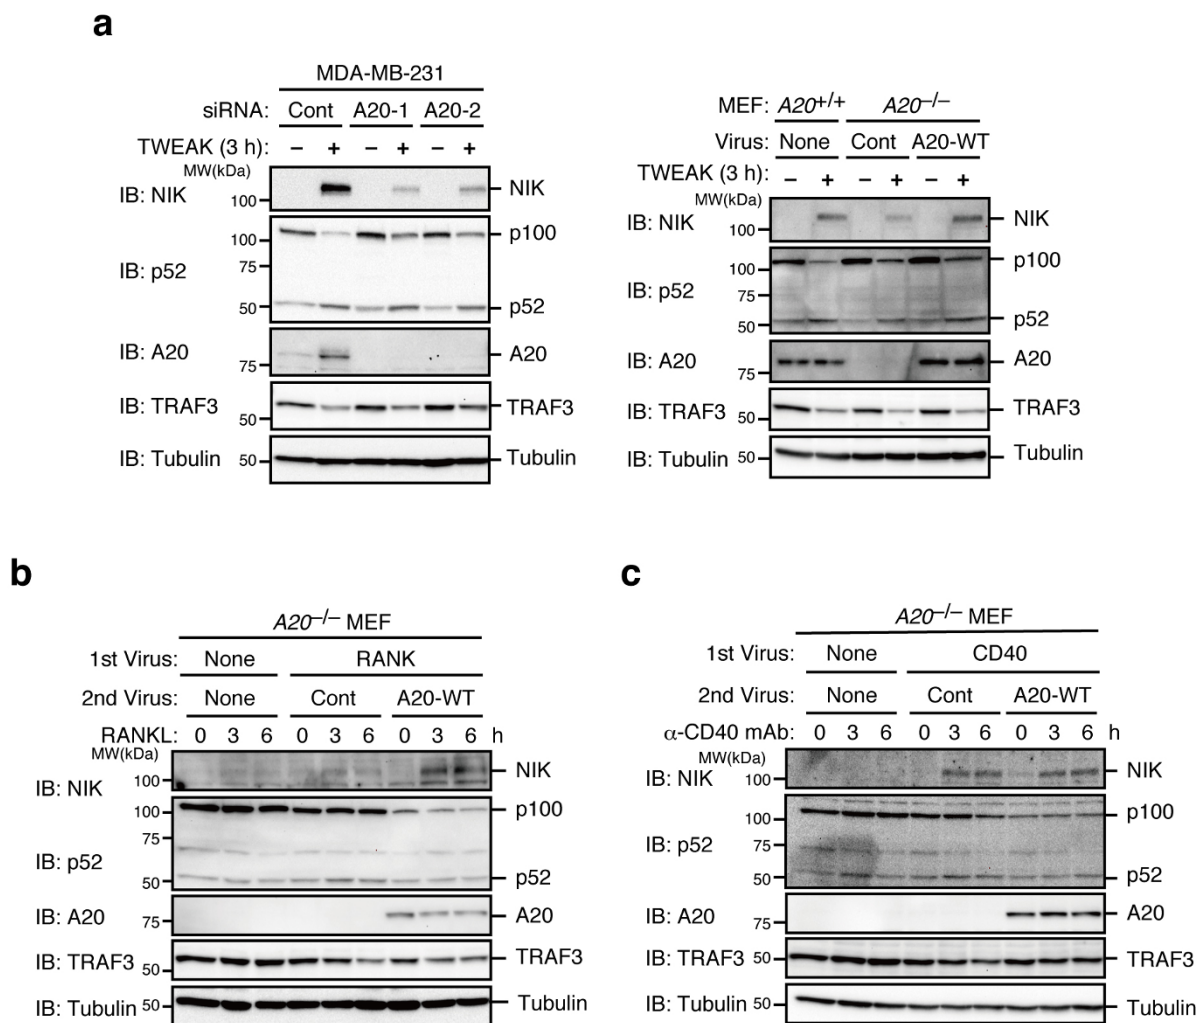 a
MDA-MB-231
siRNA: Cont A20-1 A20-2
TWEAK (3 h): – + – + – +
MW(kDa)
IB: NIK 100 NIK
100 p100
75
IB: p52
50 p52
IB: A20 75 A20
IB: TRAF3 50 TRAF3
IB: Tubulin 50 Tubulin
MEF: A20+/+ A20–/–
Virus: None Cont A20-WT
TWEAK (3 h): – + – + – +
MW(kDa)
IB: NIK 100 NIK
100 p100
IB: p52 75
50 p52
IB: A20 75 A20
IB: TRAF3 50 TRAF3
IB: Tubulin 50 Tubulin
b
A20–/– MEF
1st Virus: None RANK
2nd Virus: None Cont A20-WT
RANKL: 0 3 6 0 3 6 0 3 6 h
MW(kDa)
IB: NIK 100 NIK
100 p100
75
IB: p52
50 p52
IB: A20 75 A20
IB: TRAF3 50 TRAF3
IB: Tubulin 50 Tubulin
c
A20–/– MEF
1st Virus: None CD40
2nd Virus: None Cont A20-WT
α-CD40 mAb: 0 3 6 0 3 6 0 3 6 h
MW(kDa)
IB: NIK 100 NIK
100 p100
IB: p52 75
50 p52
IB: A20 75 A20
IB: TRAF3 50 TRAF3
IB: Tubulin 50 Tubulin